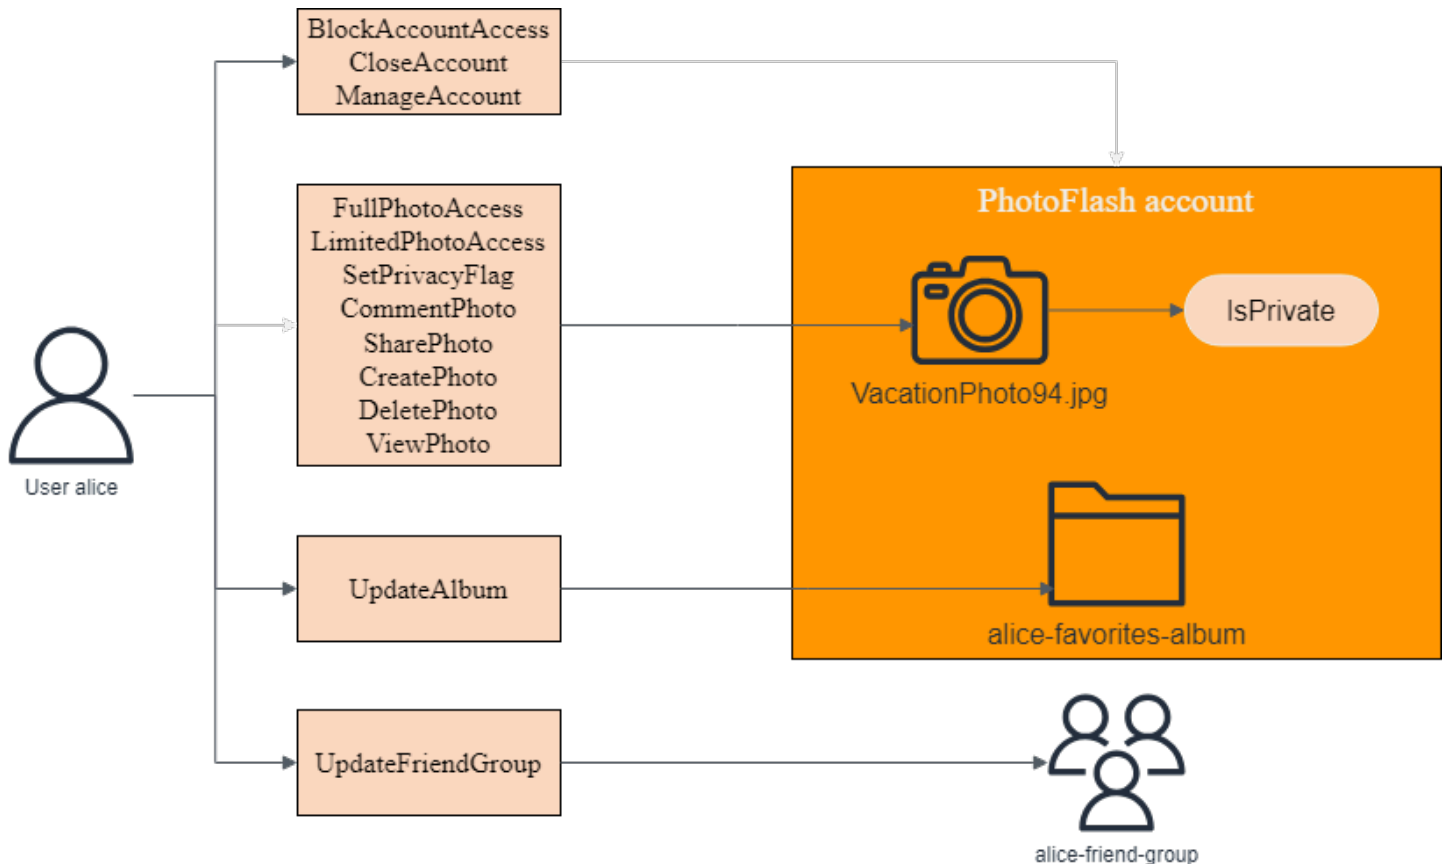 BlockAccountAccess
CloseAccount
ManageAccount
FullPhotoAccess
LimitedPhotoAccess
SetPrivacyFlag
CommentPhoto
SharePhoto
CreatePhoto
DeletePhoto
ViewPhoto
User alice
UpdateAlbum
UpdateFriendGroup
PhotoFlash account
IsPrivate
VacationPhoto94.jpg
alice-favorites-album
alice-friend-group